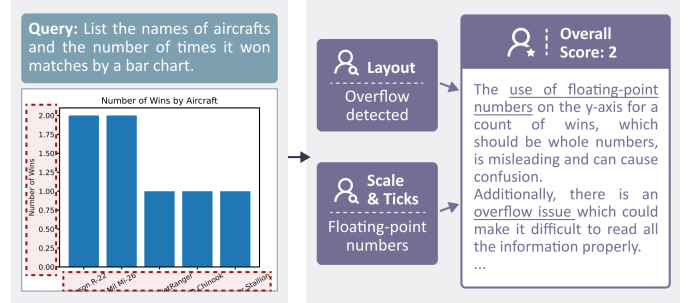 Query: List the names of aircrafts
and the number of times it won
matches by a bar chart.
Number of Wins by Aircraft
Number of Wins
2.00
1.75
1.50
1.25
1.00
0.75
0.50
0.25
0.00
son R-22
Mil Mi-26
etRanger
Chinook
Stallion
Layout
Overflow
detected
Scale
& Ticks
Floating-point
numbers
Overall
Score: 2
The use of floating-point
numbers on the y-axis for a
count of wins, which
should be whole numbers,
is misleading and can cause
confusion.
Additionally, there is an
overflow issue which could
make it difficult to read all
the information properly.
...